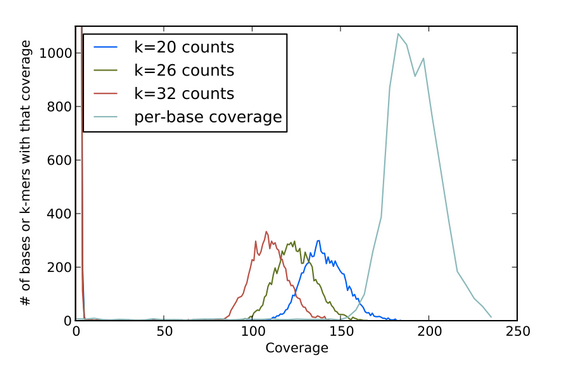 # of bases or k-mers with that coverage
1000
800
600
400
200
0
k=20 counts
k=26 counts
k=32 counts
per-base coverage
0 50 100 150 200 250
Coverage